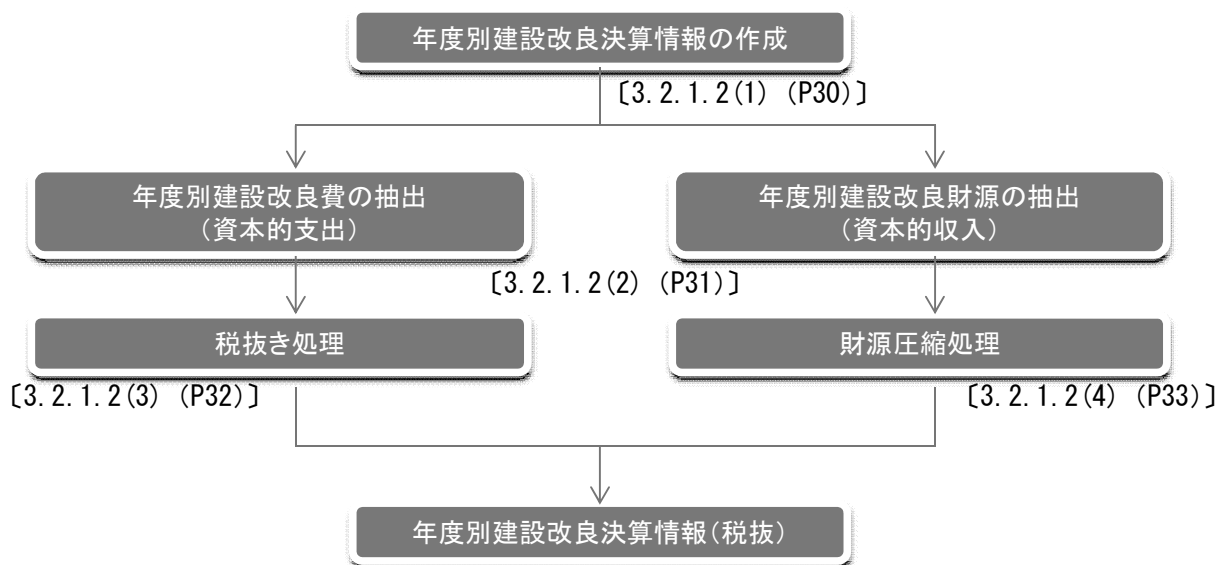 年度別建設改良決算情報の作成
〔3.2.1.2(1) (P30)〕
年度別建設改良費の抽出
(資本的支出)
年度別建設改良財源の抽出
(資本的収入)
〔3.2.1.2(2) (P31)〕
税抜き処理
財源圧縮処理
〔3.2.1.2(3) (P32)〕
〔3.2.1.2(4) (P33)〕
年度別建設改良決算情報(税抜)